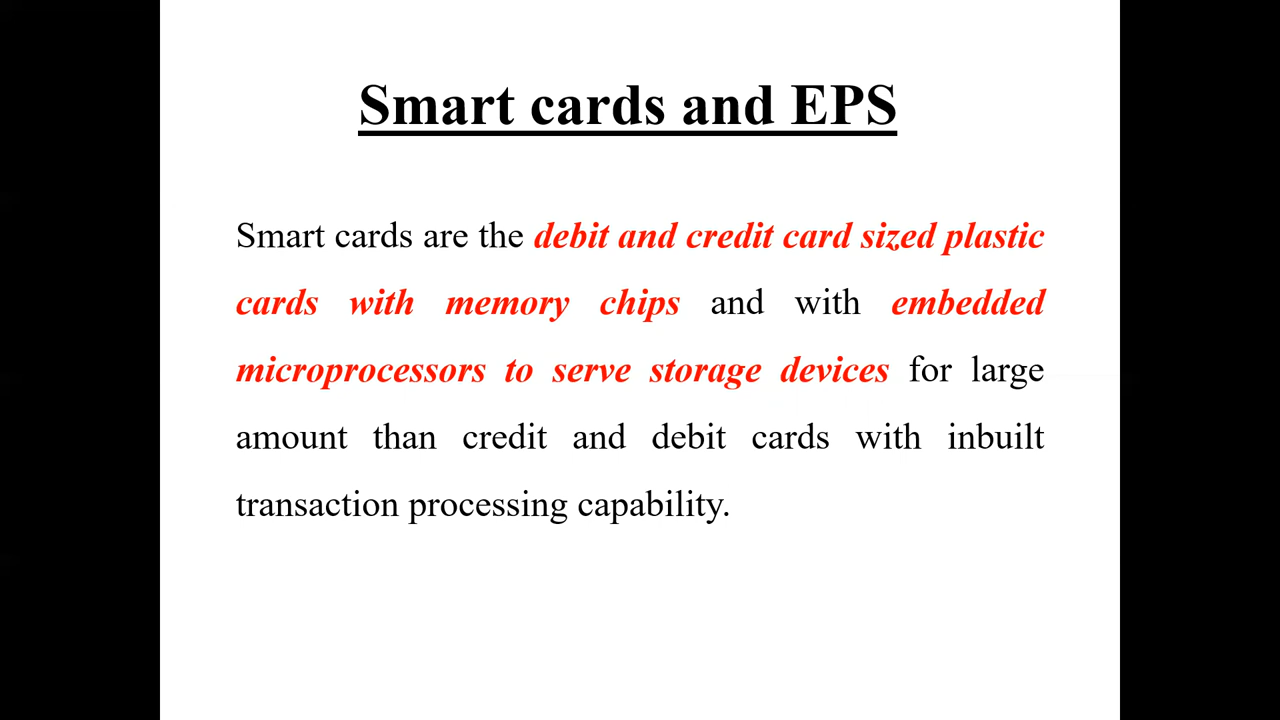 Smart cards and EPS
Smart cards are the debit and credit card sized plastic
cards with memory chips and with embedded
microprocessors to serve storage devices for large
amount than credit and debit cards with inbuilt
transaction processing capability.